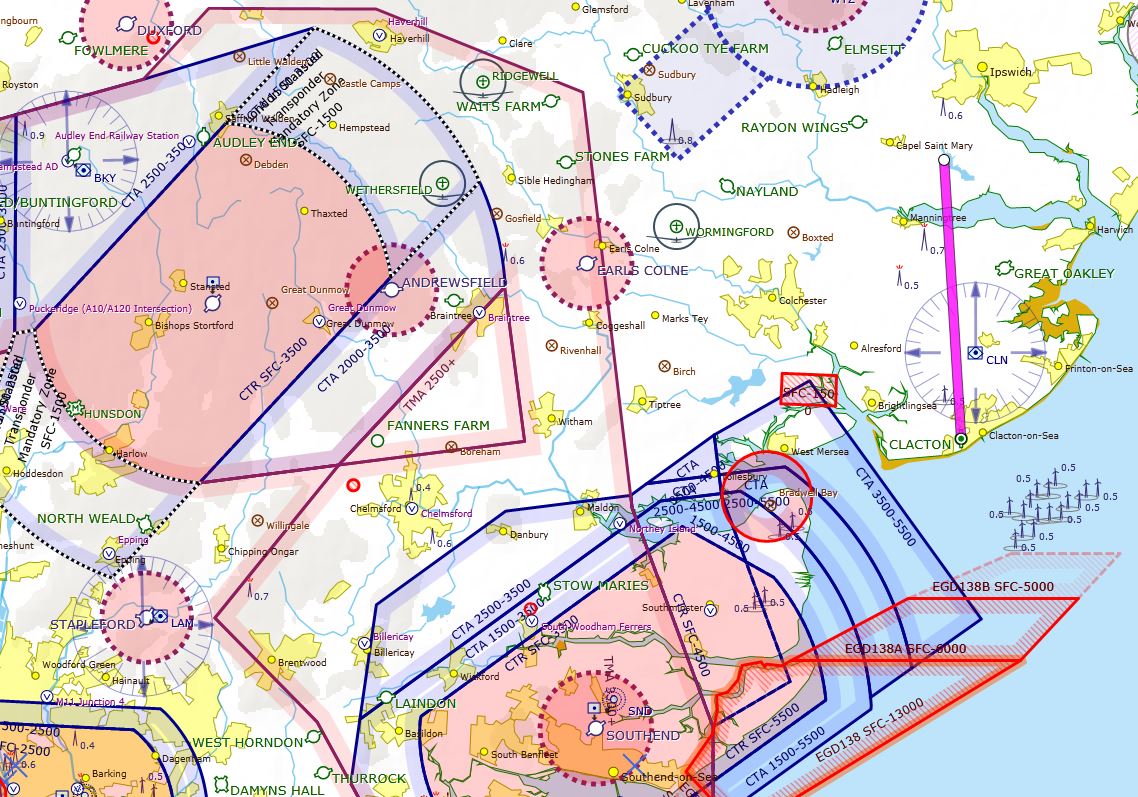 Glemsford
Lavenham
ngbourn
DUXFORD
FOWLMERE
Haverhill
Haverhill
Clare
CUCKOO TYE FARM
ELMSETT
Little Walden
Castle Camps
RIDGEWELL
Sudbury
Sudbury
Ipswich
Royston
WAITS FARM
Hadleigh
0.6
Saffron Walden
Transponder
Mandatory Zone
SFC-1500
Hempstead
RAYDON WINGS
0.9
Audley End Railway Station
AUDLEY END
0.8
Capel Saint Mary
Debden
STONES FARM
BKY
CTA 2500-3500
WETHERSFIELD
Sible Hedingham
NAYLAND
BUNTINGFORD
Buntingford
Thaxted
Gosfield
WORMINGFORD
Boxted
Manningtree
Harwich
0.6
Earls Colne
EARLS COLNE
0.7
GREAT OAKLEY
0.5
Stansted
Great Dunmow
ANDREWSFIELD
Puckeridge (A10/A120 Intersection)
Great Dunmow
Great Dunmow
Braintree
Braintree
Colchester
Marks Tey
Bishops Stortford
Coggeshall
Rivenhall
Alresford
CLN
Birch
Frinton-on-Sea
CTR SFC-3500
CTA 2000-3500
TMA 2500+
Transponder
Mandatory Zone
SFC-1500
HUNSDON
Tiptree
Brightlingsea
FANNERS FARM
Witham
Clacton-on-Sea
CLACTON
Harlow
Boreham
West Mersea
Hoddesdon
0.4
CTA
CTA
Bradwell Bay
CTA 3500-5500
0.5
0.5
0.5
0.5
0.5
0.5
0.5
0.5
NORTH WEALD
Chelmsford
Chelmsford
Maldon
2500-4500
2500-5500
Northey Island
1500-4500
0.5
Willingale
Epping
Epping
Chipping Ongar
0.6
Danbury
0.7
STOW MARIES
EGD138B SFC-5000
CTA 2500-3500
CTA 1500-3500
CTR SFC-3500
CTR SFC-4500
Southminster
0.5
STAPLEFORD
LAM
South Woodham Ferrers
Billericay
Billericay
EGD138A SFC-6000
Woodford Green
Hainault
Brentwood
Wickford
M11 Junction 4
LAINDON
SND
EGD138 SFC-13000
Basildon
SOUTHEND
WEST HORNDON
CTR SFC-5500
0.4
South Benfleet
Dagenham
0.6
Barking
0.5
THURROCK
Southend-on-Sea
CTA 1500-5500
DAMYNS HALL